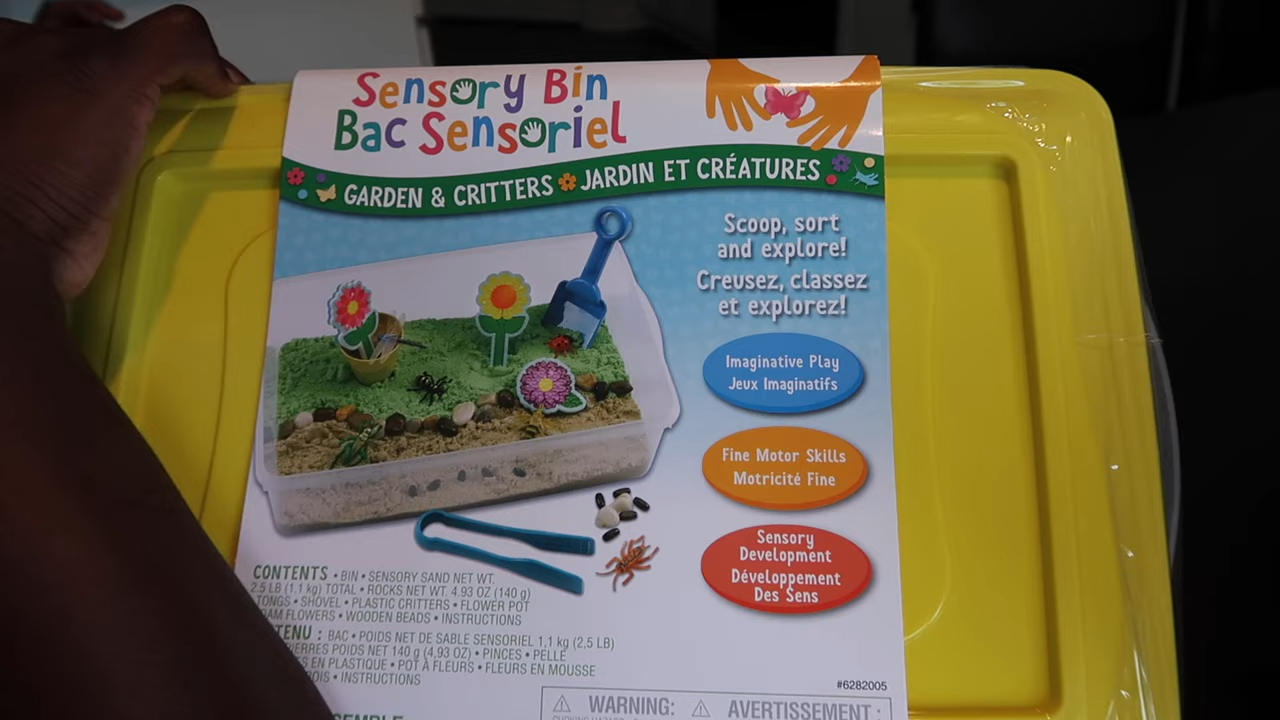 Sensory Bin
Bac Sensoriel
GARDEN & CRITTERS JARDIN ET CRÉATURES
Scoop, sort
and explore!
Creusez, classez
et explorez!
Imaginative Play
Jeux Imaginatifs
Fine Motor Skills
Motricité Fine
Sensory
Development
Développement
Des Sens
CONTENTS • BIN • SENSORY SAND NET WT.
2.5 LB (1.1 kg) TOTAL • ROCKS NET WT. 4.93 OZ (140 g)
TONGS • SHOVEL • PLASTIC CRITTERS • FLOWER POT
FLOWERS • WOODEN BEADS • INSTRUCTIONS
: BAC • POIDS NET DE SABLE SENSORIEL 1,1 kg (2,5 LB)
POIDS NET 140 g (4,93 OZ) • PINCES • PELLE
EN PLASTIQUE • POT À FLEURS • FLEURS EN MOUSSE
• INSTRUCTIONS
#6282005
WARNING: AVERTISSEMENT :